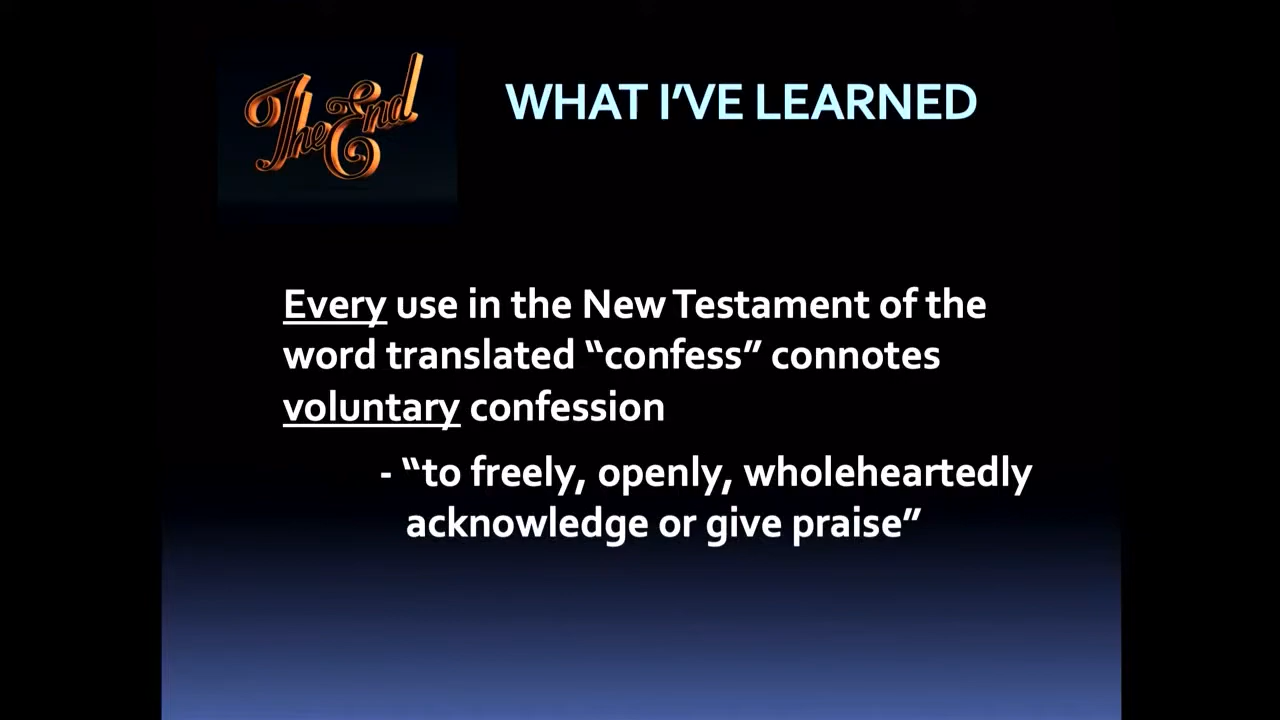 The End
WHAT I’VE LEARNED
Every use in the New Testament of the
word translated “confess” connotes
voluntary confession
- “to freely, openly, wholeheartedly
acknowledge or give praise”